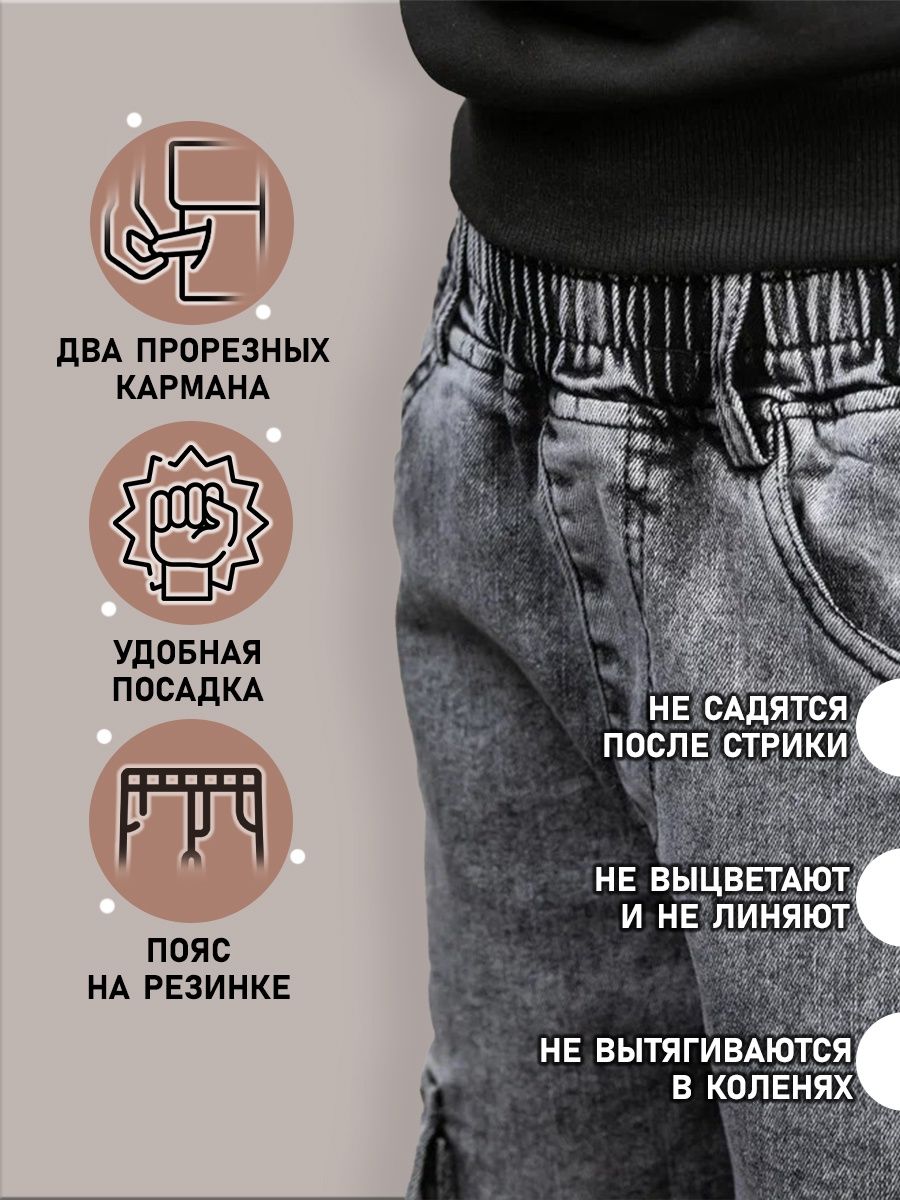 ДВА ПРОРЕЗНЫХ
КАРМАНА
УДОБНАЯ
ПОСАДКА
ПОЯС
НА РЕЗИНКЕ
НЕ САДЯТСЯ
ПОСЛЕ СТРИКИ
НЕ ВЫЦВЕТАЮТ
И НЕ ЛИНЯЮТ
НЕ ВЫТЯГИВАЮТСЯ
В КОЛЕНЯХ